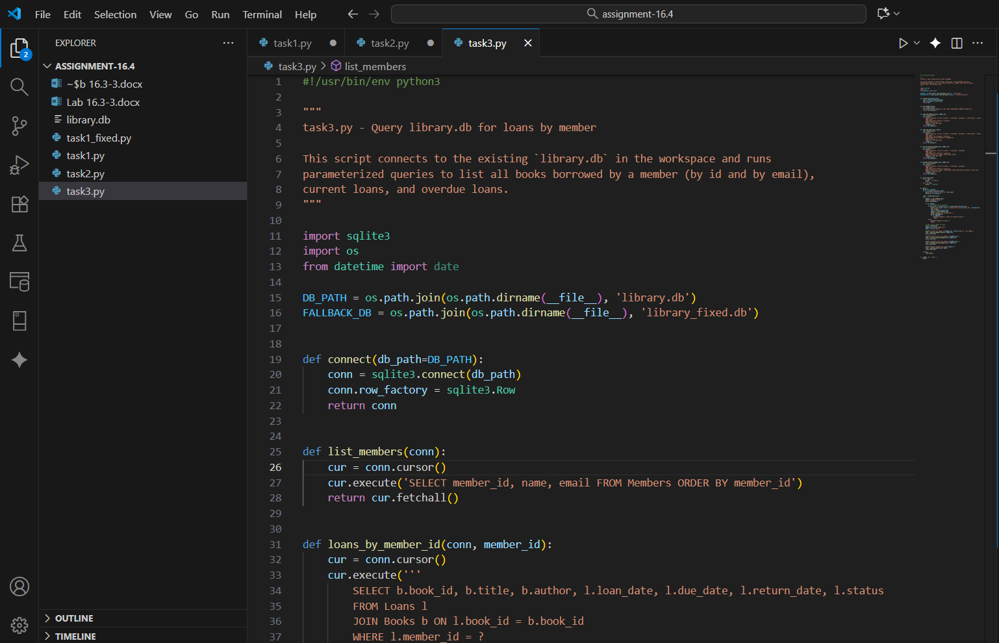 File Edit Selection View Go Run Terminal Help
assignment-16.4
2
EXPLORER
ASSIGNMENT-16.4
~$b 16.3-3.docx
Lab 16.3-3.docx
library.db
task1_fixed.py
task1.py
task2.py
task3.py
OUTLINE
TIMELINE
task1.py task2.py task3.py
task3.py > list_members
1 #!/usr/bin/env python3
2
3 """
4 task3.py - Query library.db for loans by member
5
6 This script connects to the existing `library.db` in the workspace and runs
7 parameterized queries to list all books borrowed by a member (by id and by email),
8 current loans, and overdue loans.
9 """
10
11 import sqlite3
12 import os
13 from datetime import date
14
15 DB_PATH = os.path.join(os.path.dirname(__file__), 'library.db')
16 FALLBACK_DB = os.path.join(os.path.dirname(__file__), 'library_fixed.db')
17
18
19 def connect(db_path=DB_PATH):
20     conn = sqlite3.connect(db_path)
21     conn.row_factory = sqlite3.Row
22     return conn
23
24
25 def list_members(conn):
26     cur = conn.cursor()
27     cur.execute('SELECT member_id, name, email FROM Members ORDER BY member_id')
28     return cur.fetchall()
29
30
31 def loans_by_member_id(conn, member_id):
32     cur = conn.cursor()
33     cur.execute('''
34         SELECT b.book_id, b.title, b.author, l.loan_date, l.due_date, l.return_date, l.status
35         FROM Loans l
36         JOIN Books b ON l.book_id = b.book_id
37         WHERE l.member_id = ?